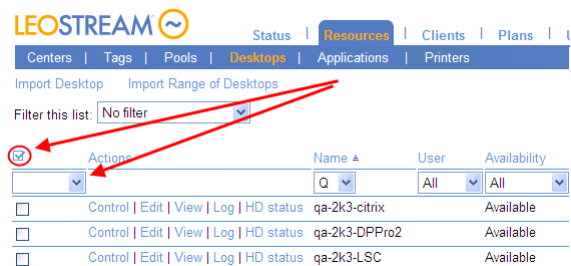 LEOSTREAM
Status | Resources | Clients | Plans |
Centers | Tags | Pools | Desktops | Applications | Printers
Import Desktop Import Range of Desktops
Filter this list: No filter
Actions Name User Availability
Q All All
Control | Edit | View | Log | HD status qa-2k3-citrix Available
Control | Edit | View | Log | HD status qa-2k3-DPPro2 Available
Control | Edit | View | Log | HD status qa-2k3-LSC Available